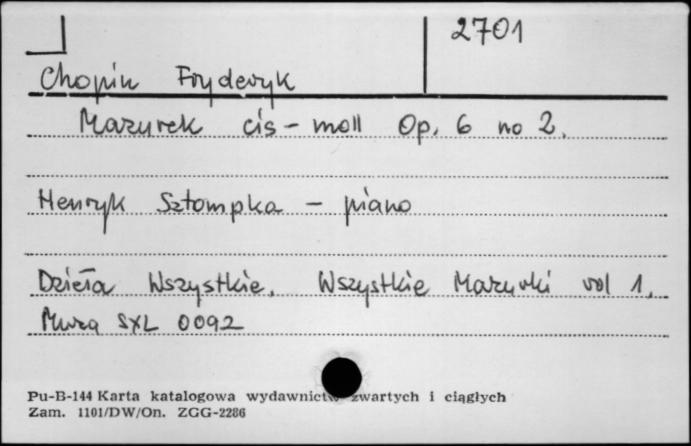 2701
Chopin Fryderyk
Mazurek cis-moll Op. 6 no 2.
Henryk Sztompka – piano
Dzieła Wszystkie. Wszystkie Mazurki vol 1.
Muza SXL 0092
Pu-B-144 Karta katalogowa wydawnictw zwartych i ciągłych
Zam. 1101/DW/On. ZGG-2286